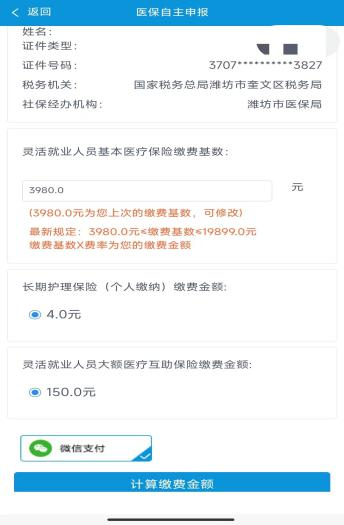 返回
医保自主申报
姓名:
证件类型:
证件号码: 3707**********3827
税务机关: 国家税务总局潍坊市奎文区税务局
社保经办机构: 潍坊市医保局
灵活就业人员基本医疗保险缴费基数:
3980.0 元
(3980.0元为您上次的缴费基数，可修改)
最新规定：3980.0元≤缴费基数≤19899.0元
缴费基数X费率为您的缴费金额
长期护理保险（个人缴纳）缴费金额:
4.0元
灵活就业人员大额医疗互助保险缴费金额:
150.0元
微信支付
计算缴费金额